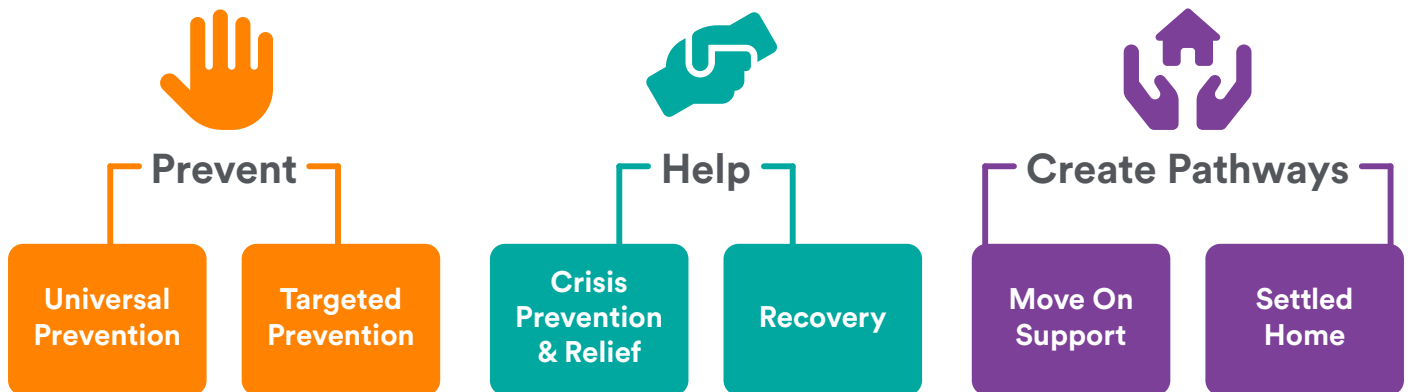 Prevent
Help
Create Pathways
Universal
Prevention
Targeted
Prevention
Crisis
Prevention
& Relief
Recovery
Move On
Support
Settled
Home